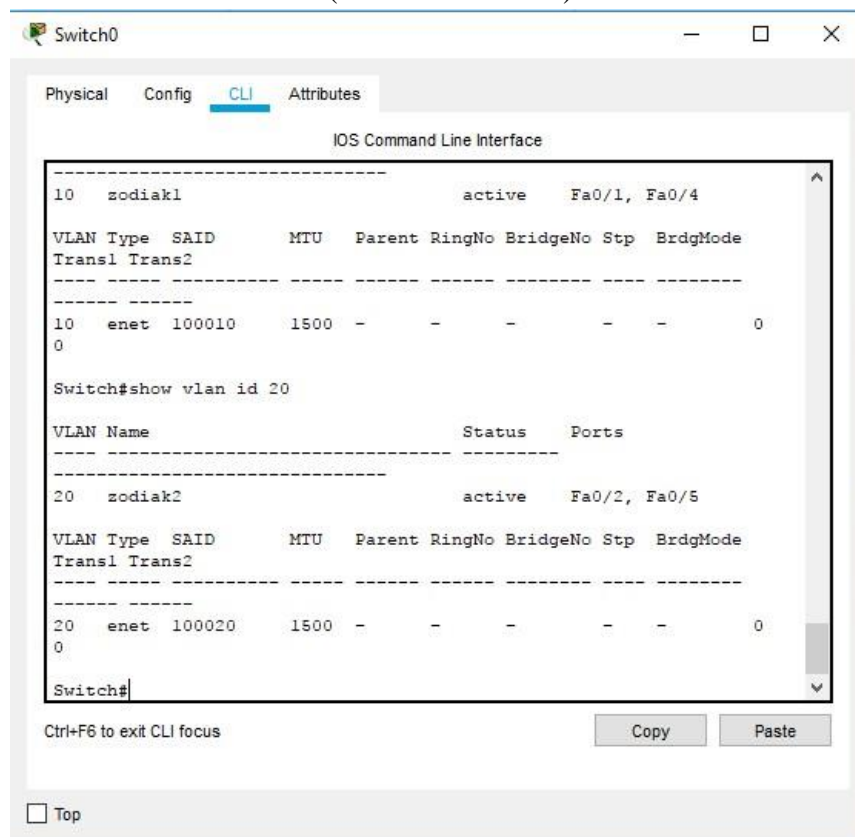 Switch0
Physical Config CLI Attributes
IOS Command Line Interface
-------------------------------
10   zodiak1                          active    Fa0/1, Fa0/4
VLAN Type  SAID       MTU   Parent RingNo BridgeNo Stp  BrdgMode
Trans1 Trans2
---- ----- ---------- ----- ------ ------ -------- ---- --------
------ ------
10   enet  100010     1500  -      -      -        -    -        0
0
Switch#show vlan id 20
VLAN Name                             Status    Ports
---- -------------------------------- ---------
-------------------------------
20   zodiak2                          active    Fa0/2, Fa0/5
VLAN Type  SAID       MTU   Parent RingNo BridgeNo Stp  BrdgMode
Trans1 Trans2
---- ----- ---------- ----- ------ ------ -------- ---- --------
------ ------
20   enet  100020     1500  -      -      -        -    -        0
0
Switch#
Ctrl+F6 to exit CLI focus
Copy Paste
Top